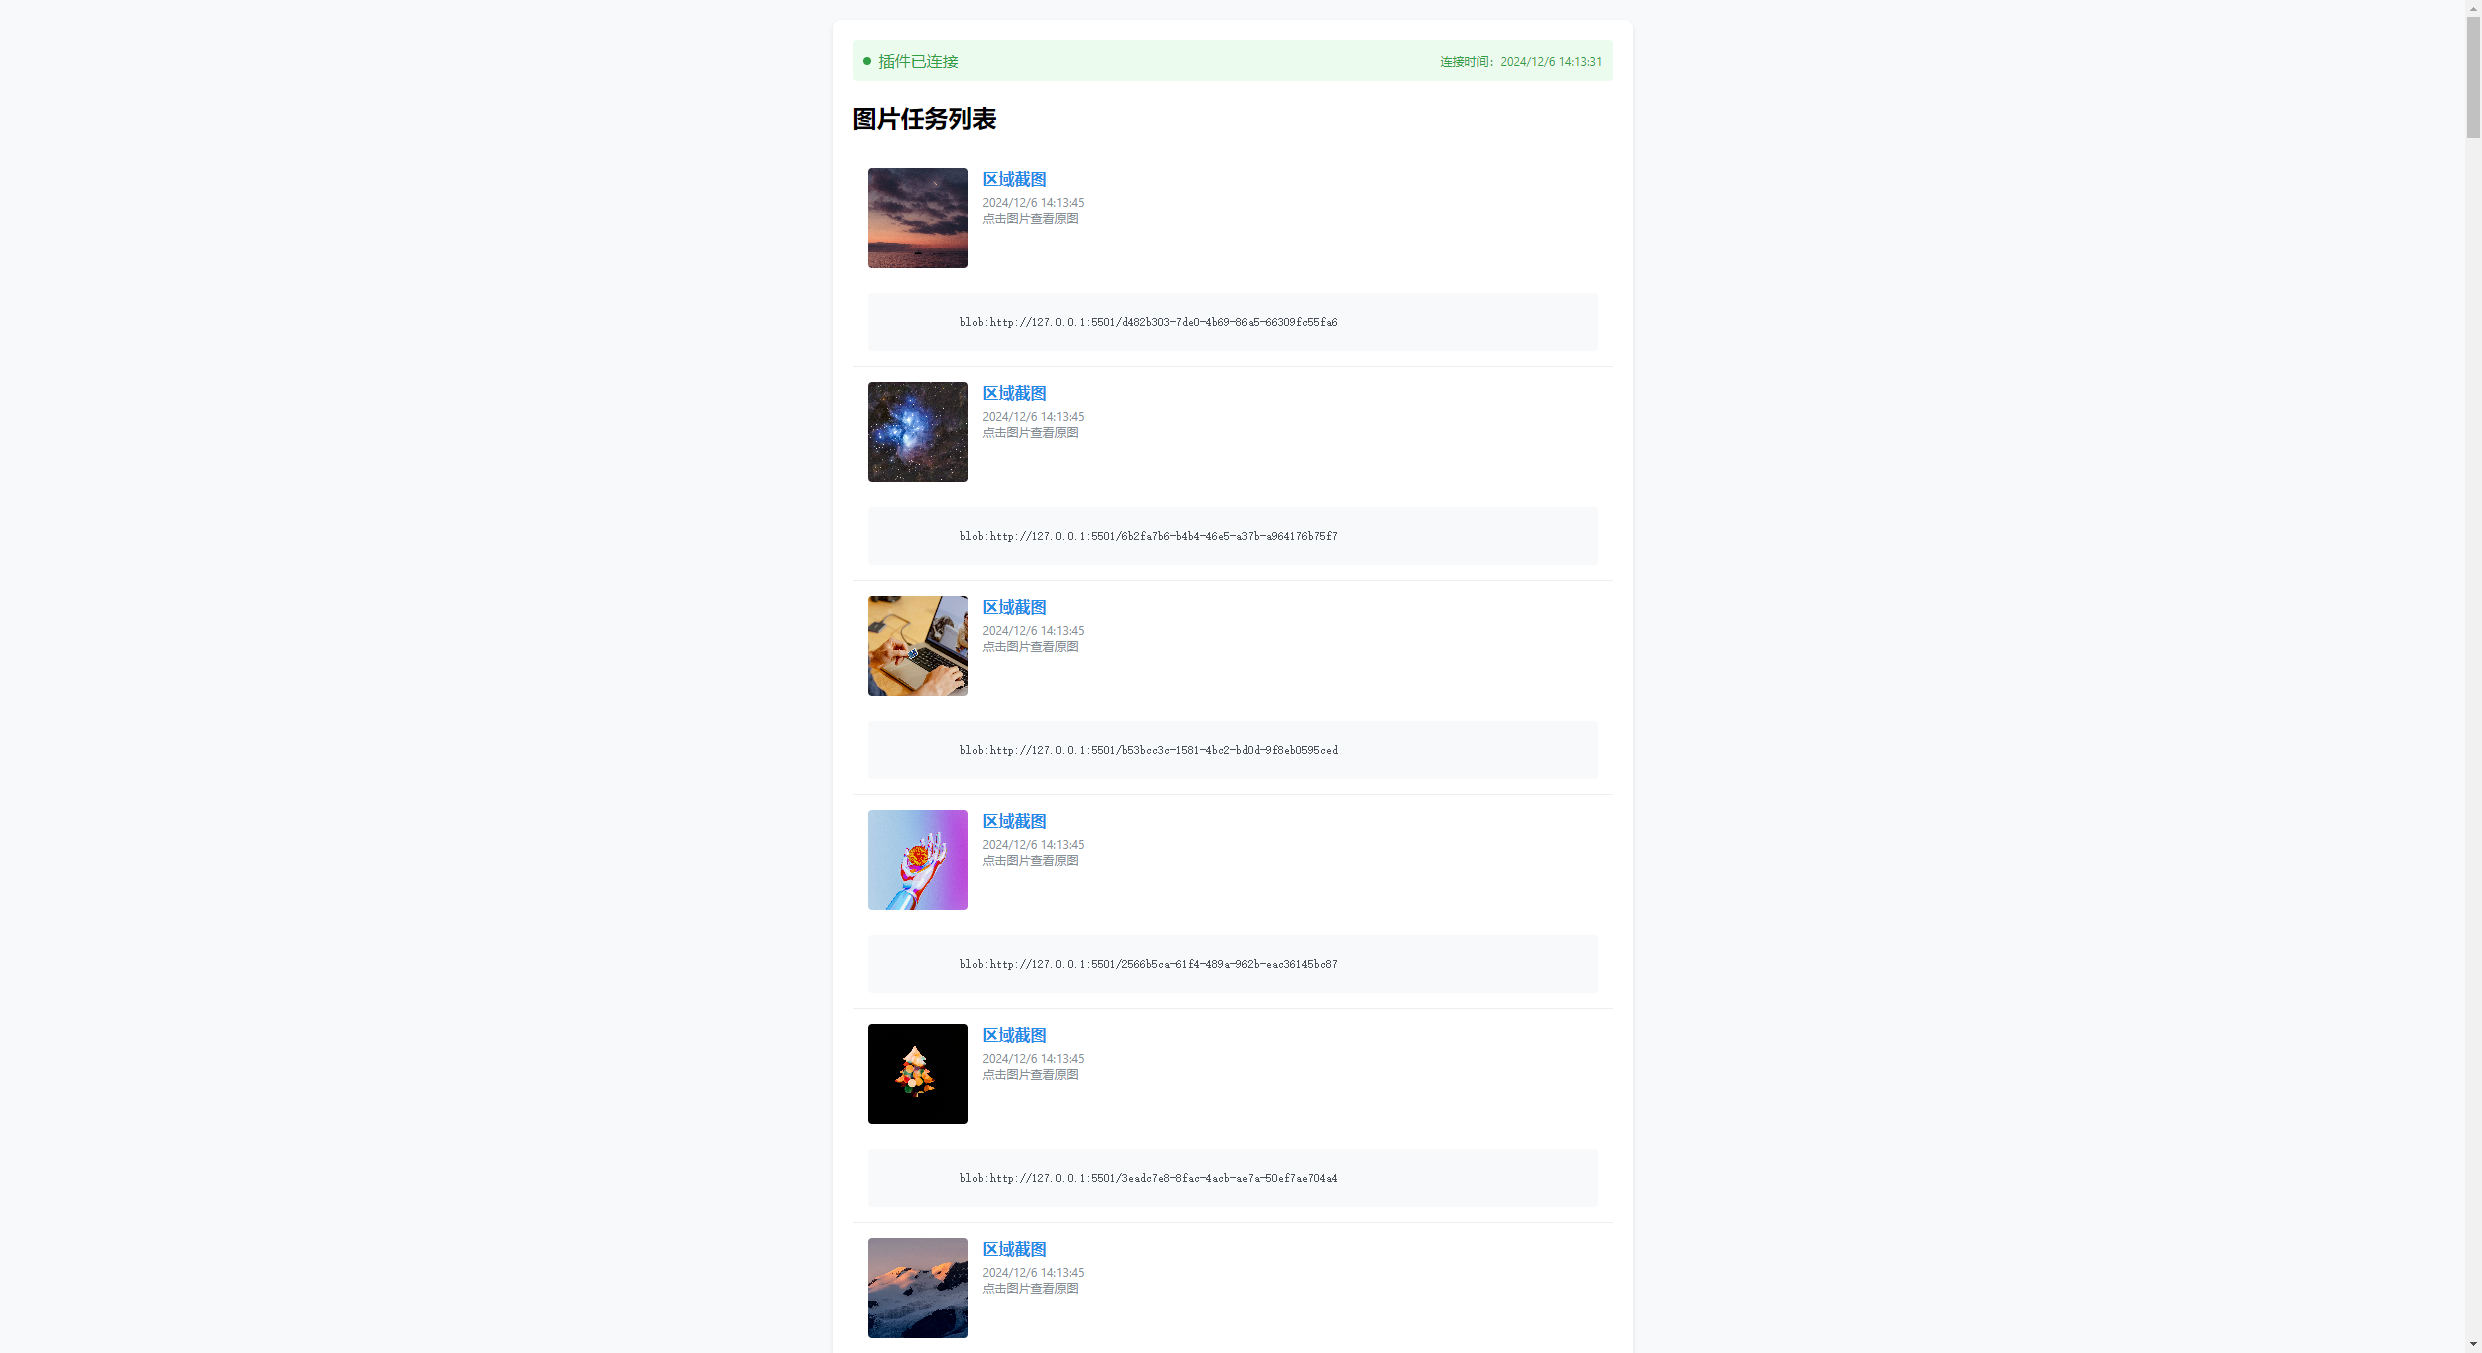 插件已连接
连接时间：2024/12/6 14:13:31
图片任务列表
区域截图
2024/12/6 14:13:45
点击图片查看原图
blob:http://127.0.0.1:5501/d482b303-7de0-4b69-86a5-66309fc55fa6
区域截图
2024/12/6 14:13:45
点击图片查看原图
blob:http://127.0.0.1:5501/6b2fa7b6-b4b4-46e5-a37b-a964176b75f7
区域截图
2024/12/6 14:13:45
点击图片查看原图
blob:http://127.0.0.1:5501/b53bcc3c-1581-4bc2-bd0d-9f8eb0595ced
区域截图
2024/12/6 14:13:45
点击图片查看原图
blob:http://127.0.0.1:5501/2566b5ca-61f4-489a-962b-eac36145bc87
区域截图
2024/12/6 14:13:45
点击图片查看原图
blob:http://127.0.0.1:5501/3eadc7e8-8fac-4acb-ae7a-50ef7ae704a4
区域截图
2024/12/6 14:13:45
点击图片查看原图